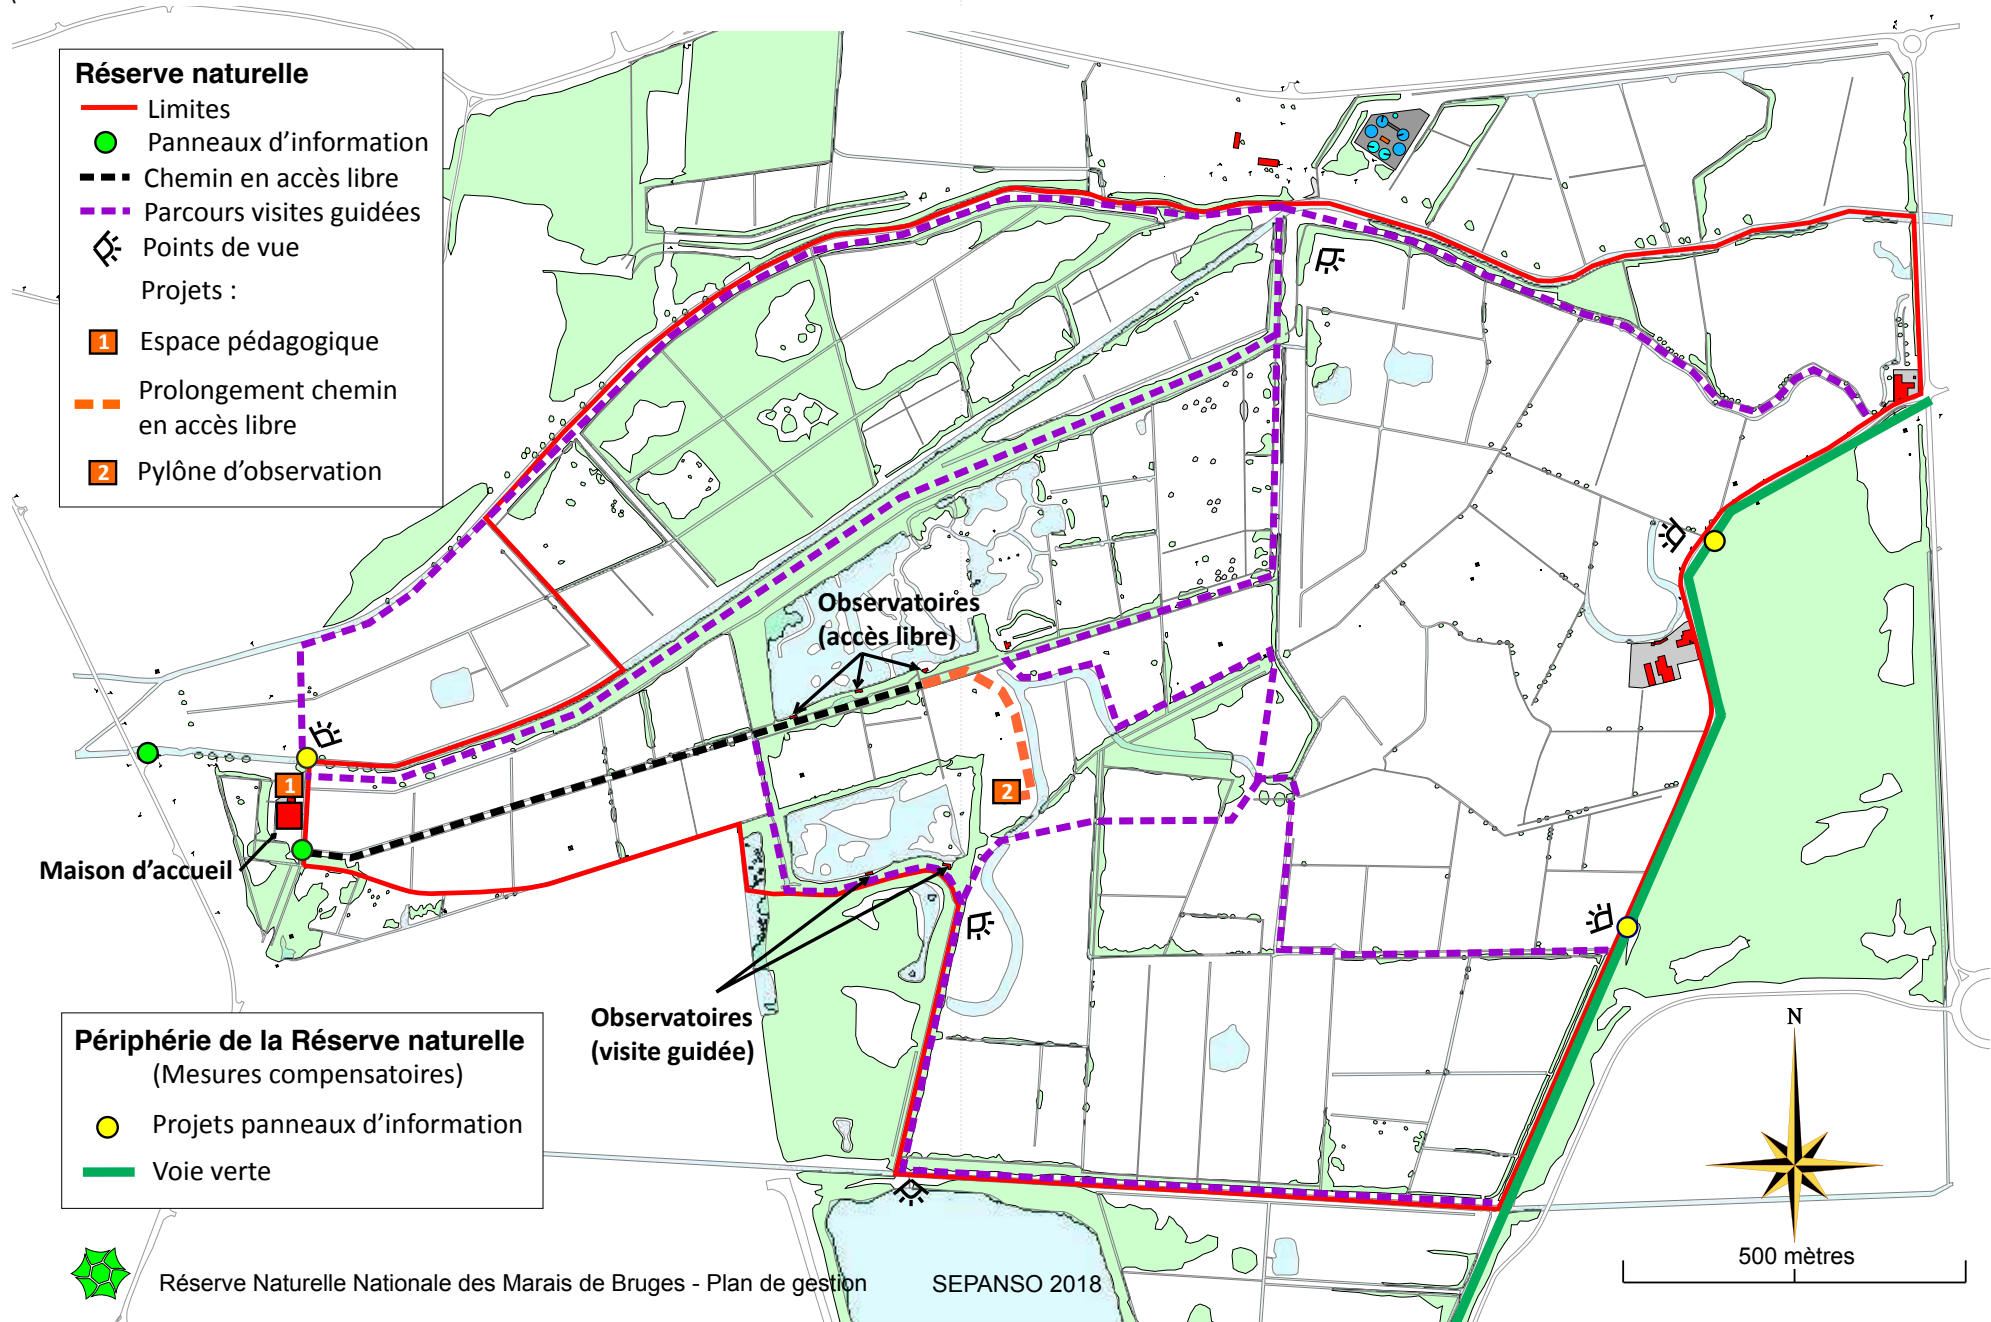 Réserve naturelle
Limites
Panneaux d'information
Chemin en accès libre
Parcours visites guidées
Points de vue
Projets :
1 Espace pédagogique
Prolongement chemin
en accès libre
2 Pylône d'observation
Observatoires
(accès libre)
1
2
Maison d'accueil
Observatoires
(visite guidée)
Périphérie de la Réserve naturelle
(Mesures compensatoires)
Projets panneaux d'information
Voie verte
N
500 mètres
Réserve Naturelle Nationale des Marais de Bruges - Plan de gestion SEPANSO 2018